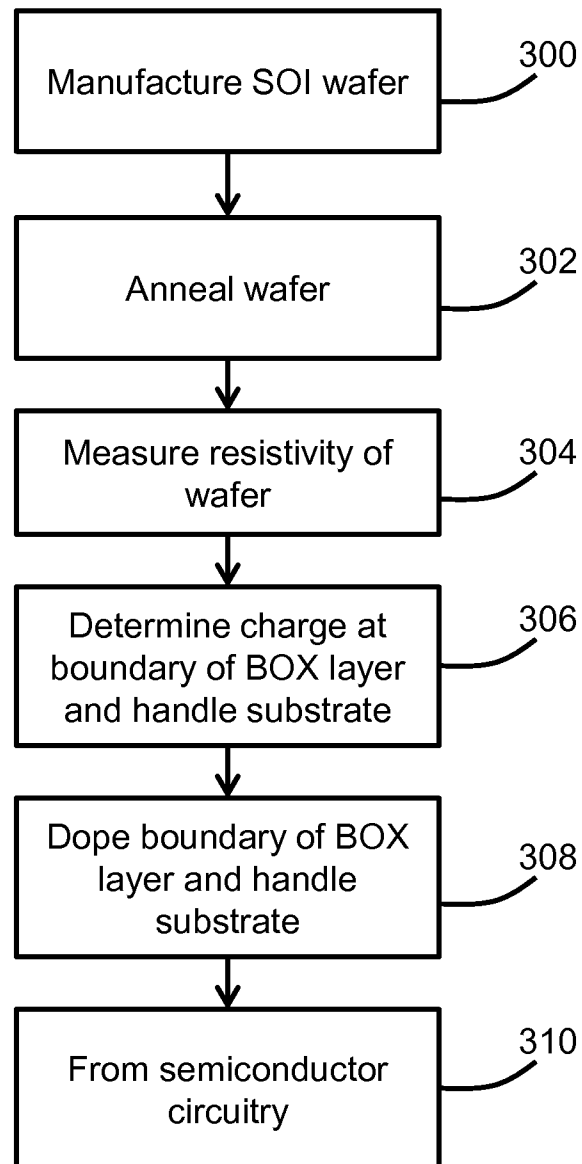 Manufacture SOI wafer
300
Anneal wafer
302
Measure resistivity of
wafer
304
Determine charge at
boundary of BOX layer
and handle substrate
306
Dope boundary of BOX
layer and handle
substrate
308
From semiconductor
circuitry
310